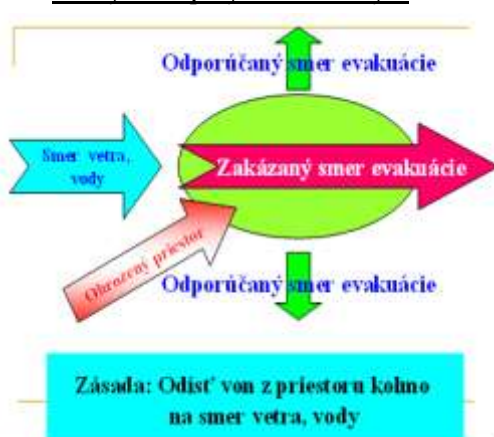 Odporúčaný smer evakuácie
Smer vetra,
vody
Zakázaný smer evakuácie
Ohrozený priestor
Odporúčaný smer evakuácie
Zásada: Odísť von z priestoru kolmo
na smer vetra, vody